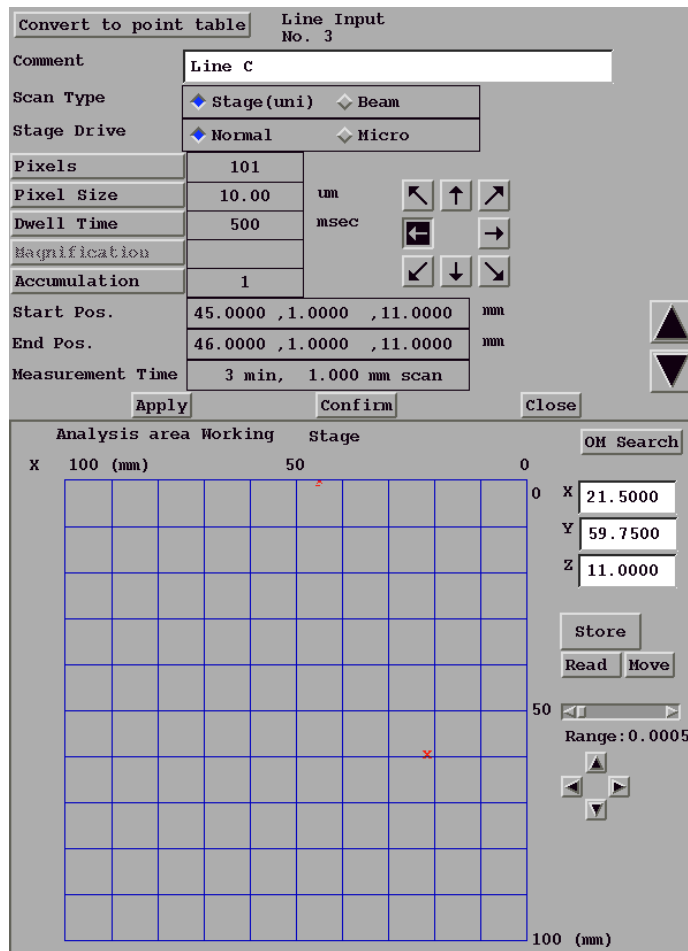 Convert to point table Line Input
No. 3
Comment Line C
Scan Type Stage(uni) Beam
Stage Drive Normal Micro
Pixels 101
Pixel Size 10.00 um
Dwell Time 500 msec
Magnification
Accumulation 1
Start Pos. 45.0000 ,1.0000 ,11.0000 mm
End Pos. 46.0000 ,1.0000 ,11.0000 mm
Measurement Time 3 min, 1.000 mm scan
Apply Confirm Close
Analysis area Working Stage OM Search
X 100 (mm) 50 0
0 X 21.5000
Y 59.7500
Z 11.0000
Store
Read Move
50
Range:0.0005
x
100 (mm)